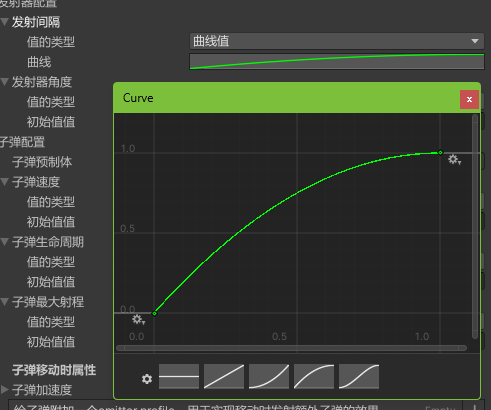 发射器配置
发射间隔
值的类型
曲线值
曲线
发射器角度
Curve
x
值的类型
初始值值
子弹配置
子弹预制体
子弹速度
值的类型
初始值值
子弹生命周期
值的类型
初始值值
子弹最大射程
值的类型
初始值值
1.0
0.5
0.0
0.0
0.5
1.0
子弹移动时属性
子弹加速度
给子弹附加一个emitter profile，用于实现移动时发射额外子弹的效果
Empty